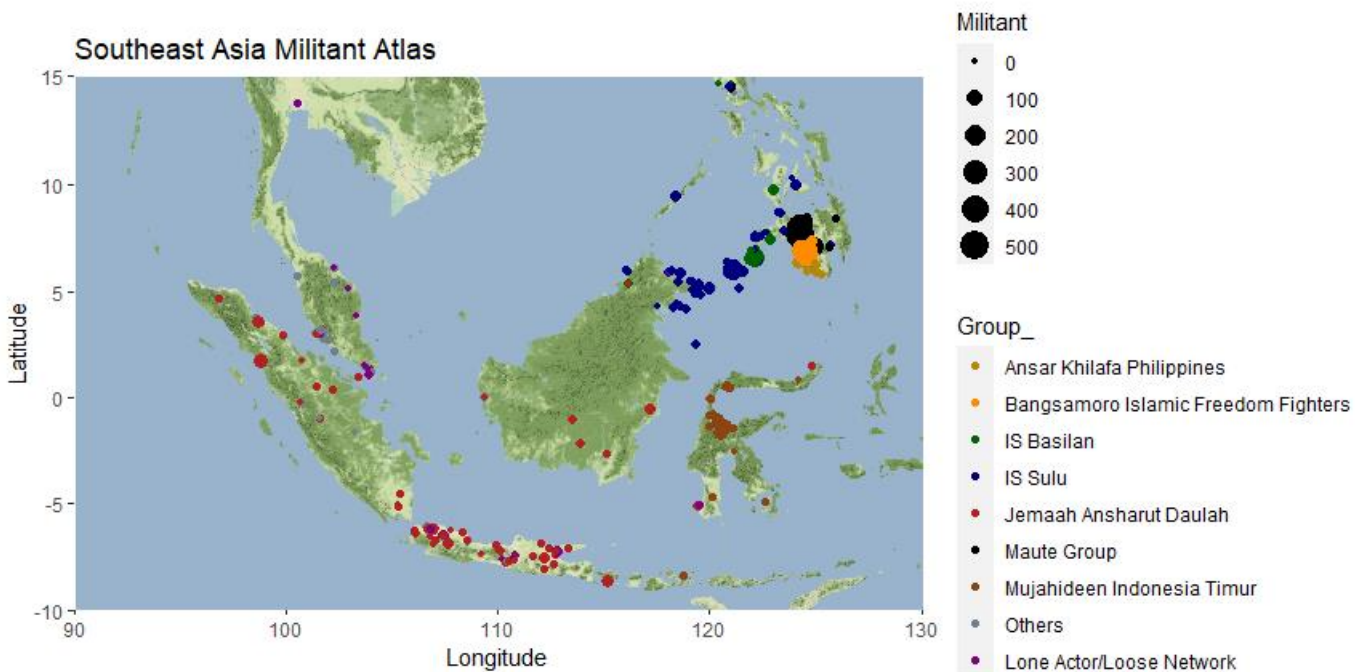 Southeast Asia Militant Atlas
15
10
5
0
-5
-10
90
100
110
120
130
Latitude
Longitude
Militant
0
100
200
300
400
500
Group_
Ansar Khilafa Philippines
Bangsamoro Islamic Freedom Fighters
IS Basilan
IS Sulu
Jemaah Ansharut Daulah
Maute Group
Mujahideen Indonesia Timur
Others
Lone Actor/Loose Network